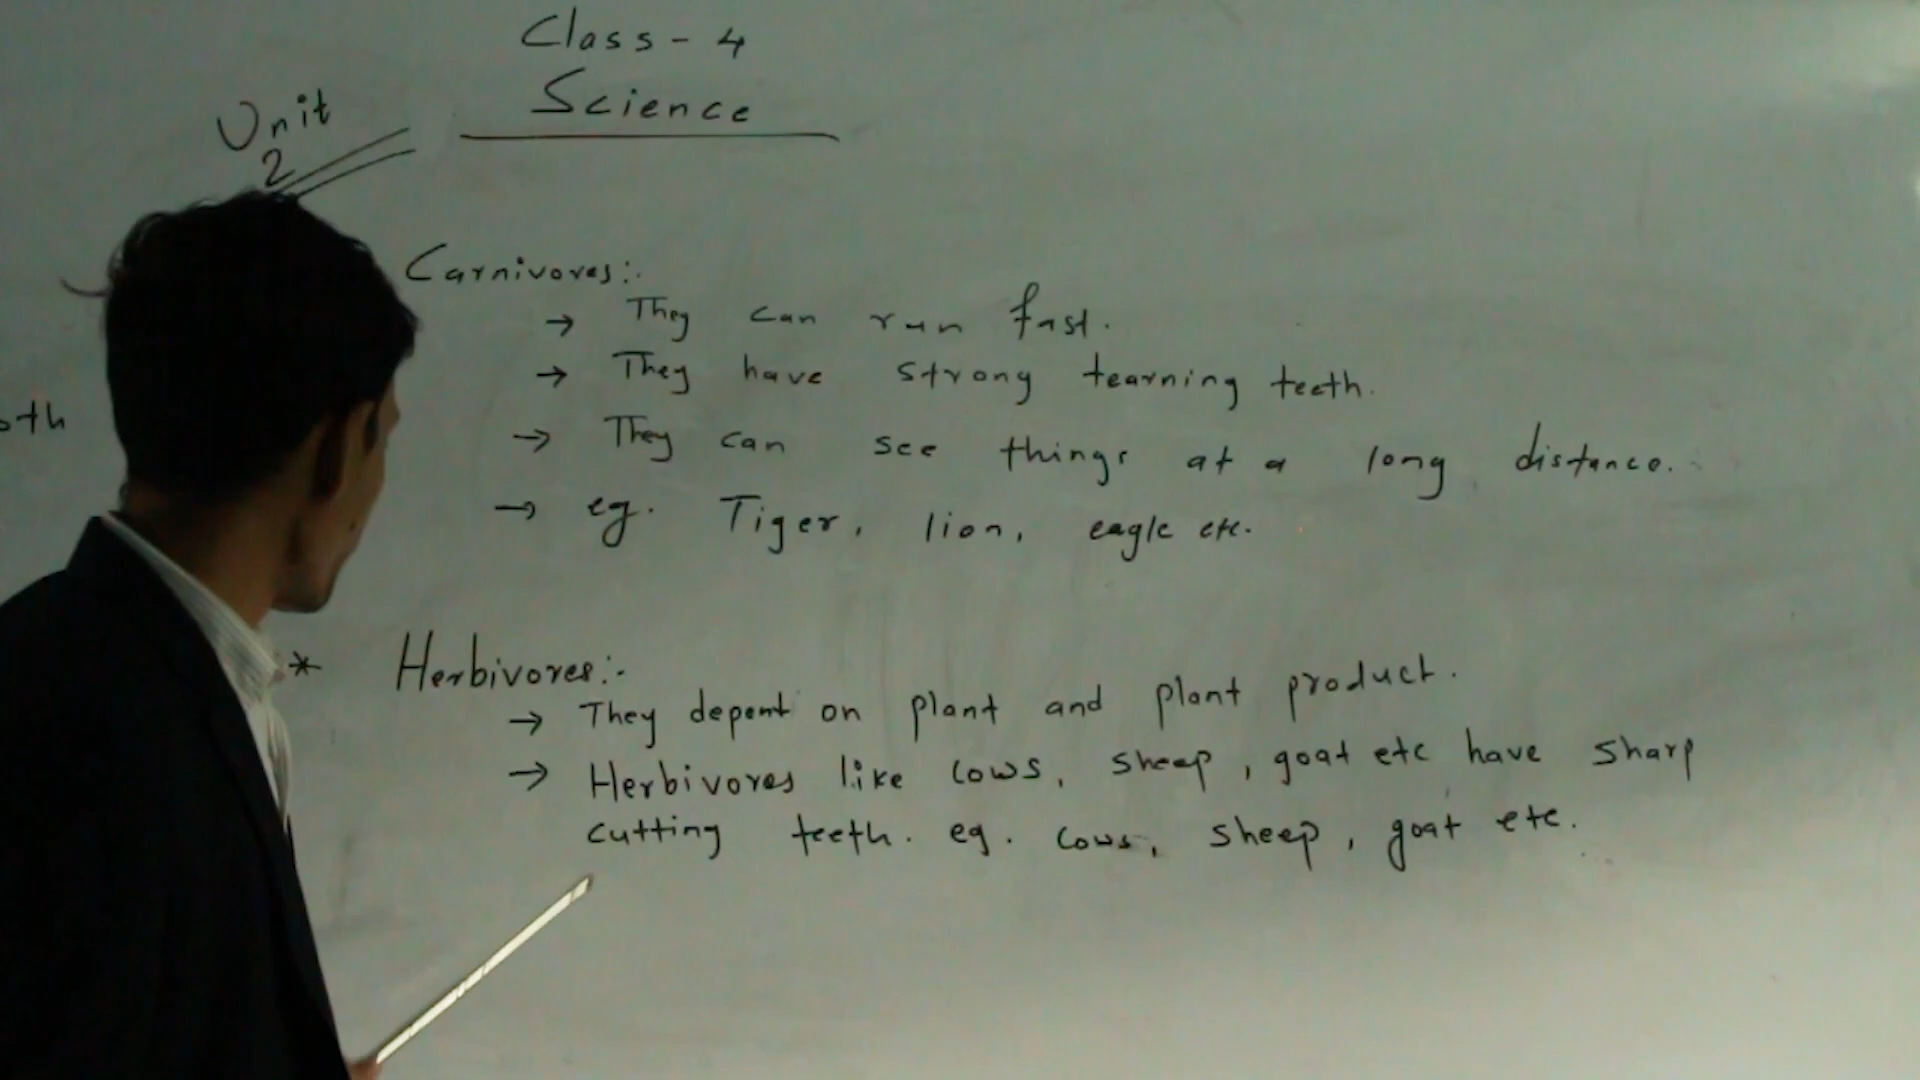 Class - 4
Science
Unit
2
Carnivores:-
→ They can run fast.
→ They have strong tearning teeth.
→ They can see things at a long distance.
→ eg. Tiger, lion, eagle etc.
oth
* Herbivores:-
→ They depent on plant and plant product.
→ Herbivores like cows, sheep, goat etc have sharp
cutting teeth. eg. cows, sheep, goat etc.